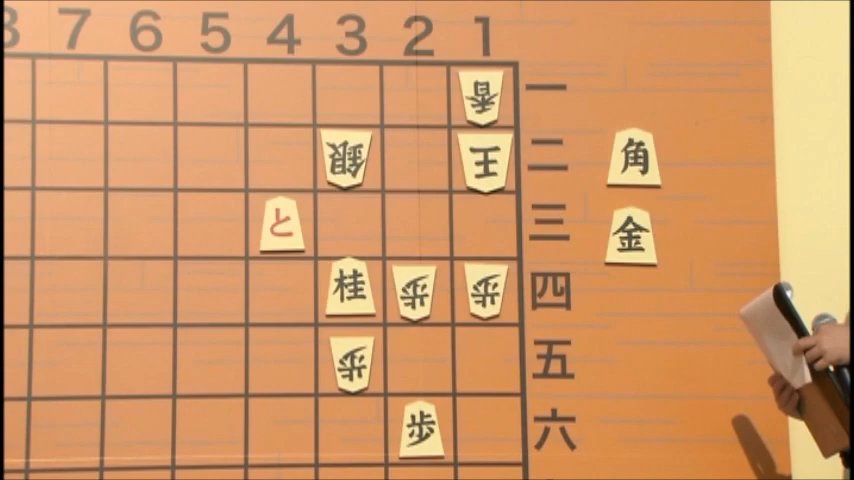 8 7 6 5 4 3 2 1
香 一
銀 王 二 角
と 三 金
桂 歩 歩 四
歩 五
歩 六